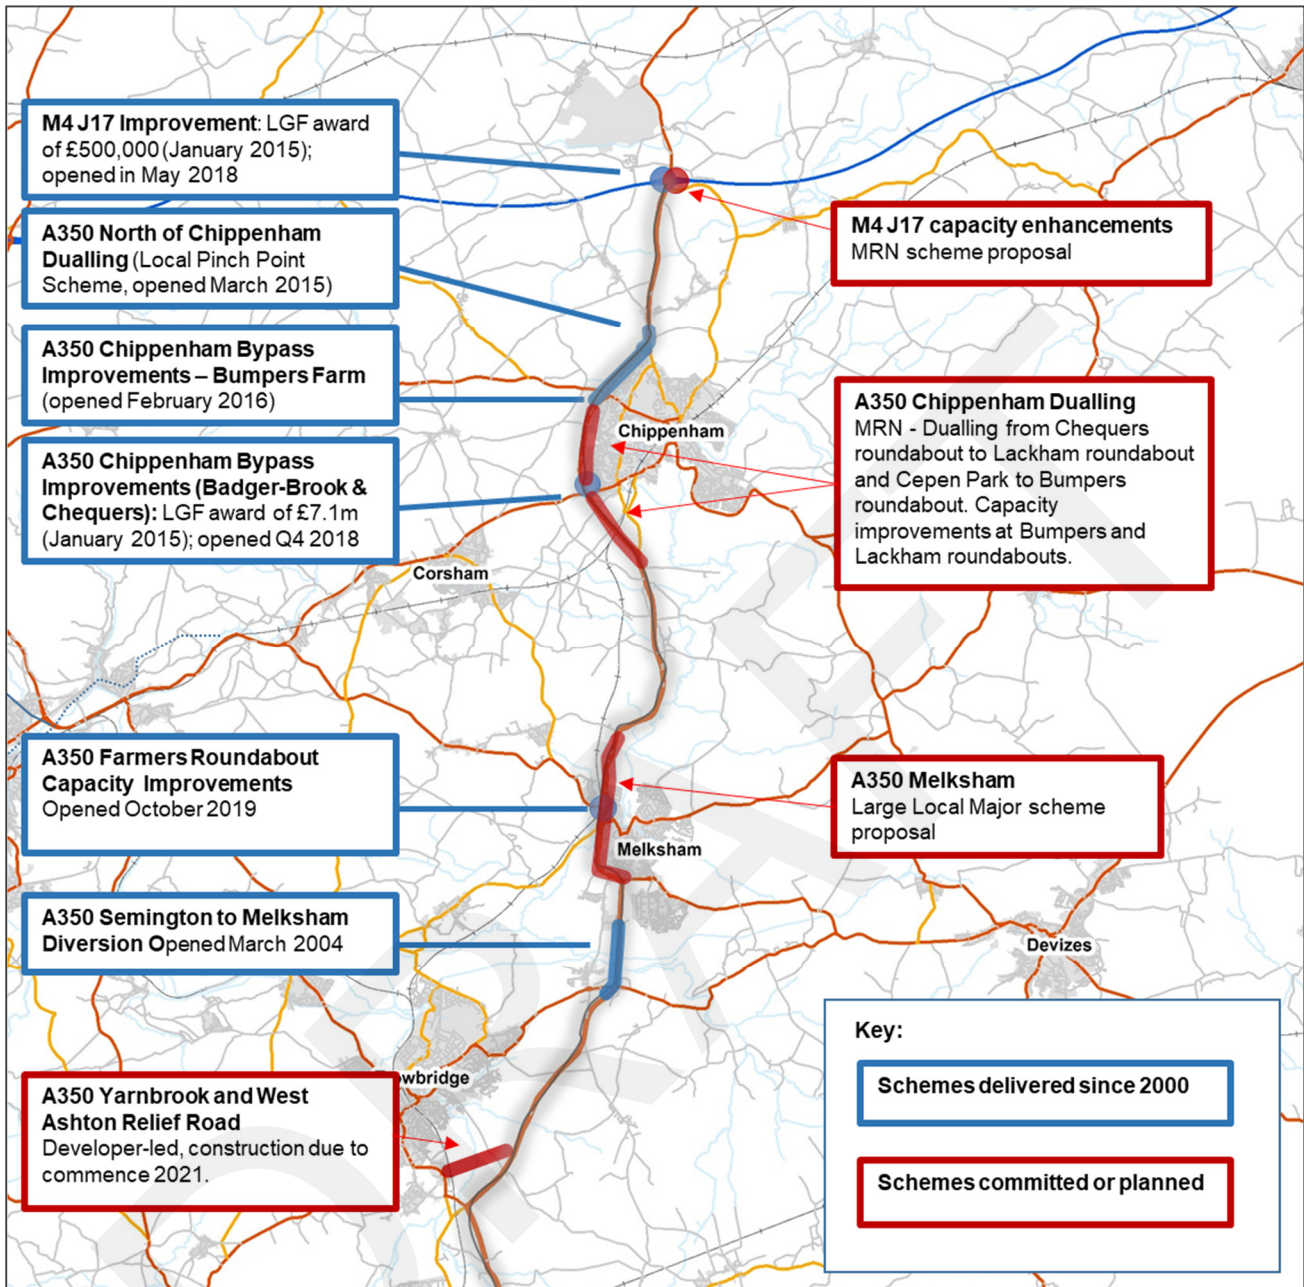 M4 J17 Improvement: LGF award
of £500,000 (January 2015);
opened in May 2018
A350 North of Chippenham
Dualling (Local Pinch Point
Scheme, opened March 2015)
A350 Chippenham Bypass
Improvements – Bumpers Farm
(opened February 2016)
A350 Chippenham Bypass
Improvements (Badger-Brook &
Chequers): LGF award of £7.1m
(January 2015); opened Q4 2018
M4 J17 capacity enhancements
MRN scheme proposal
A350 Chippenham Dualling
MRN - Dualling from Chequers
roundabout to Lackham roundabout
and Cepen Park to Bumpers
roundabout. Capacity
improvements at Bumpers and
Lackham roundabouts.
Chippenham
Corsham
A350 Farmers Roundabout
Capacity Improvements
Opened October 2019
A350 Melksham
Large Local Major scheme
proposal
Melksham
A350 Semington to Melksham
Diversion Opened March 2004
Devizes
owbridge
A350 Yarnbrook and West
Ashton Relief Road
Developer-led, construction due to
commence 2021.
Key:
Schemes delivered since 2000
Schemes committed or planned
DRAFT